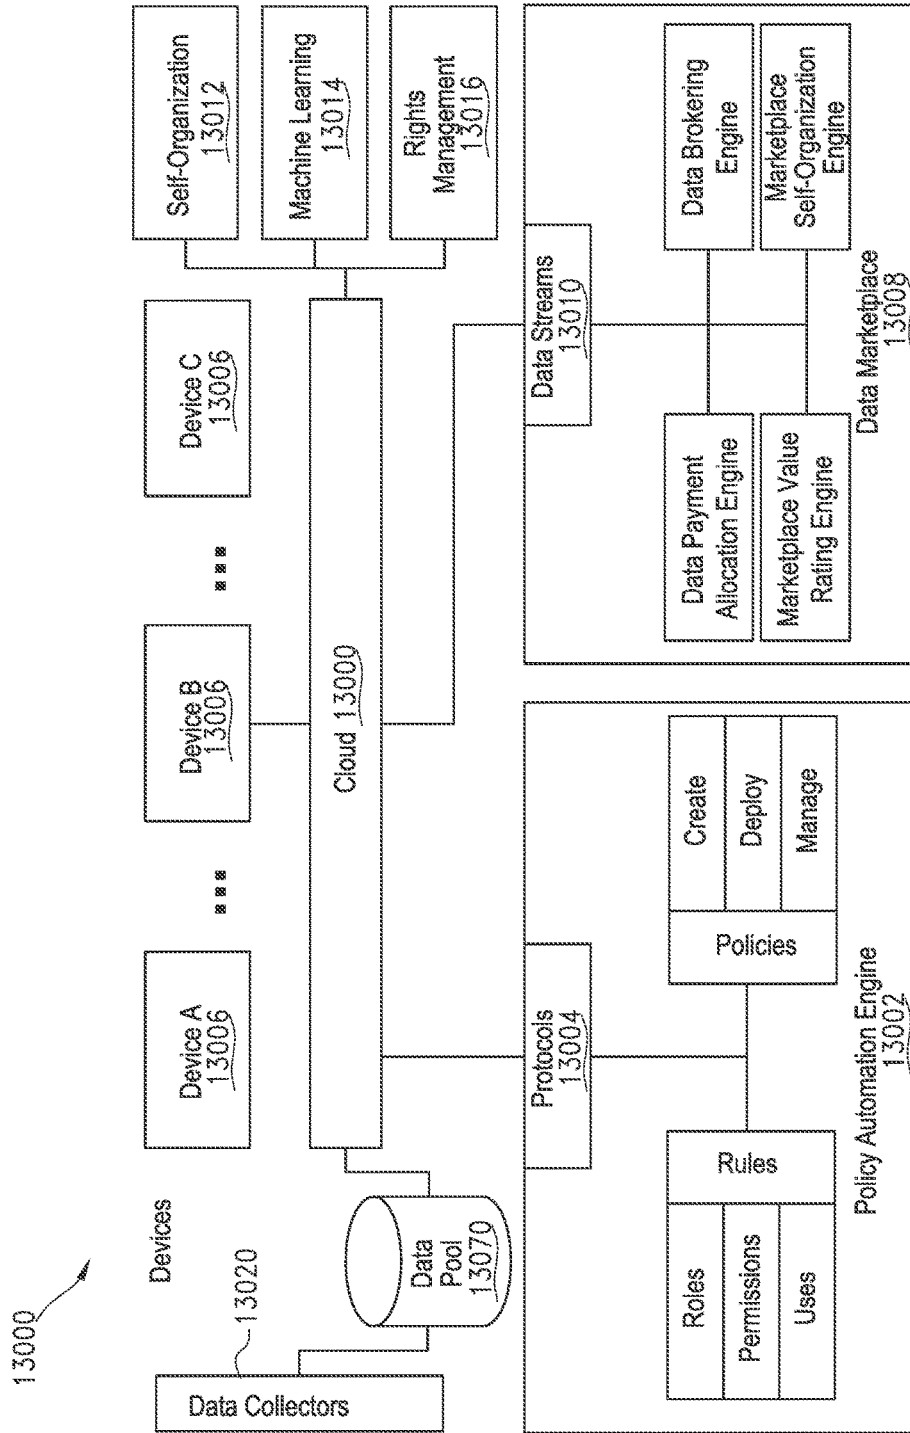 13000
Devices
Device A
13006
Device B
13006
Device C
13006
Self-Organization
13012
Machine Learning
13014
Rights
Management
13016
Cloud 13000
13020
Data Collectors
Data
Pool
13070
Protocols
13004
Roles
Permissions
Uses
Rules
Policies
Create
Deploy
Manage
Policy Automation Engine
13002
Data Streams
13010
Data Payment
Allocation Engine
Marketplace Value
Rating Engine
Data Brokering
Engine
Marketplace
Self-Organization
Engine
Data Marketplace
13008